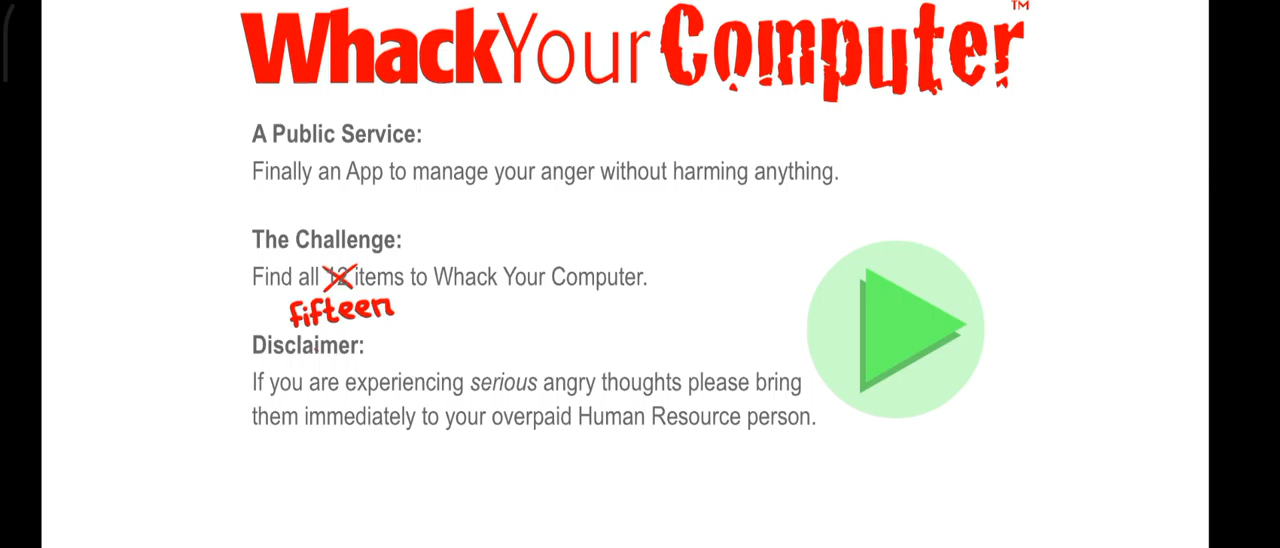 WhackYourComputer™
A Public Service:
Finally an App to manage your anger without harming anything.
The Challenge:
Find all 12 items to Whack Your Computer.
fifteen
Disclaimer:
If you are experiencing serious angry thoughts please bring
them immediately to your overpaid Human Resource person.